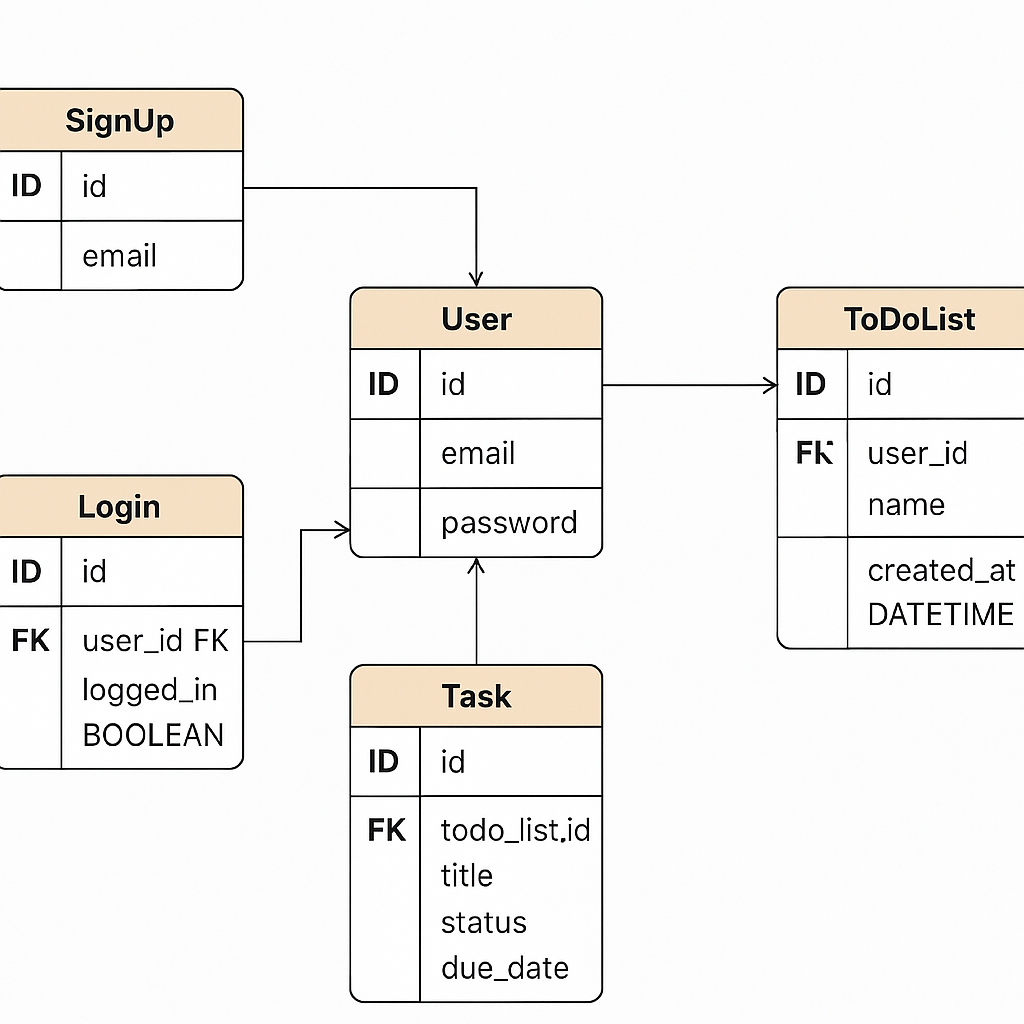 SignUp
ID id
email
User
ID id
email
password
ToDoList
ID id
FK user_id
name
created_at
DATETIME
Login
ID id
FK user_id FK
logged_in
BOOLEAN
Task
ID id
FK todo_list.id
title
status
due_date